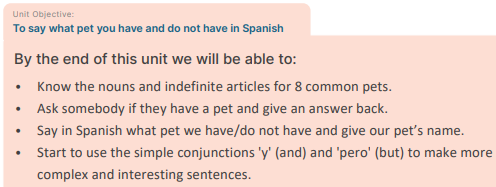 Unit Objective:
To say what pet you have and do not have in Spanish
By the end of this unit we will be able to:
• Know the nouns and indefinite articles for 8 common pets.
• Ask somebody if they have a pet and give an answer back.
• Say in Spanish what pet we have/do not have and give our pet’s name.
• Start to use the simple conjunctions 'y' (and) and 'pero' (but) to make more
complex and interesting sentences.